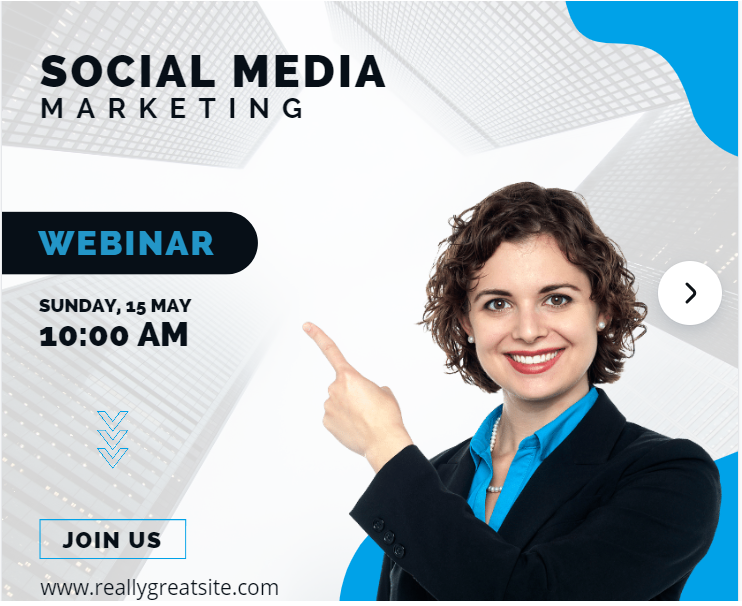 SOCIAL MEDIA
MARKETING
WEBINAR
SUNDAY, 15 MAY
10:00 AM
JOIN US
www.reallygreatsite.com